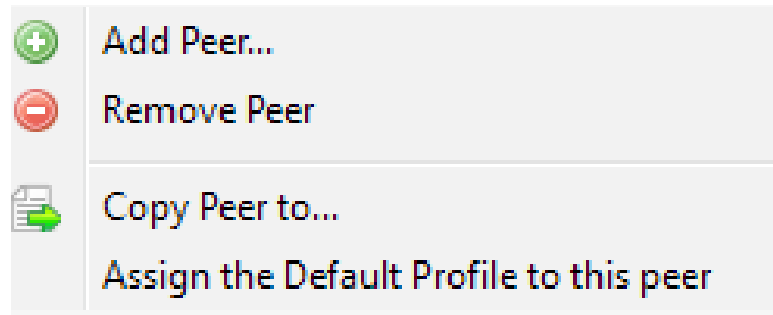 Add Peer...
Remove Peer
Copy Peer to...
Assign the Default Profile to this peer